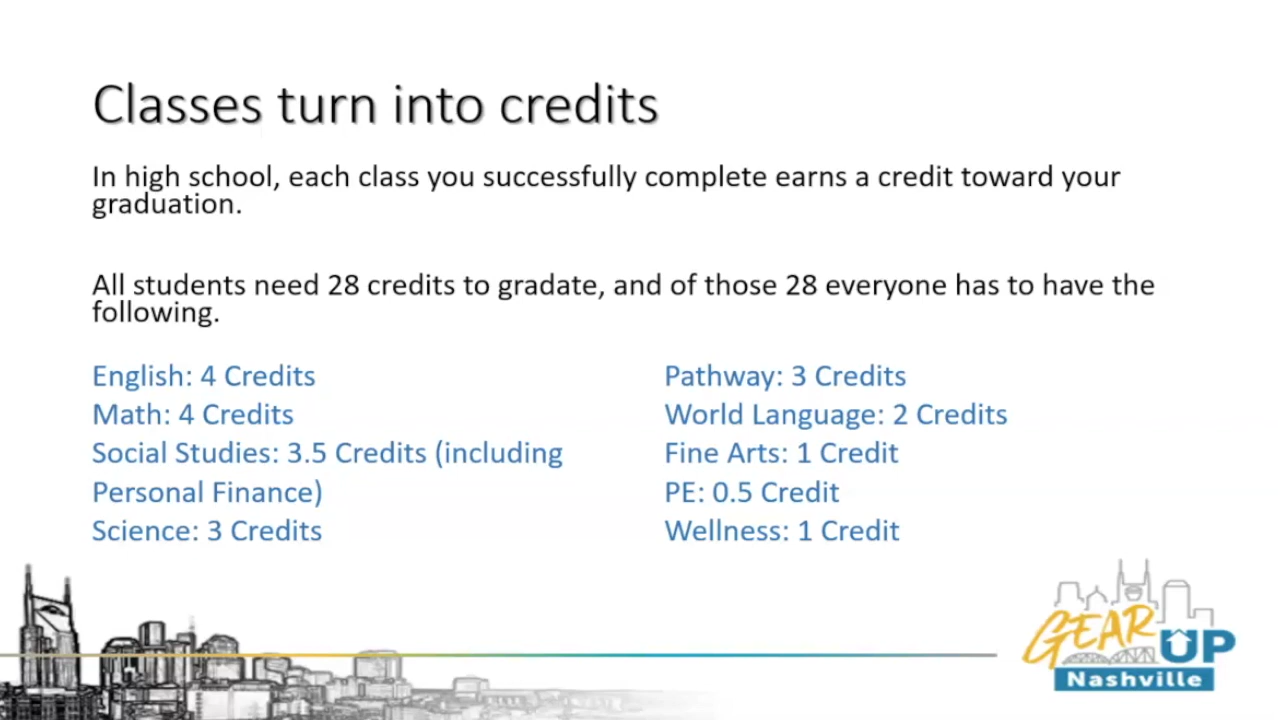 Classes turn into credits
In high school, each class you successfully complete earns a credit toward your
graduation.
All students need 28 credits to gradate, and of those 28 everyone has to have the
following.
English: 4 Credits
Math: 4 Credits
Social Studies: 3.5 Credits (including
Personal Finance)
Science: 3 Credits
Pathway: 3 Credits
World Language: 2 Credits
Fine Arts: 1 Credit
PE: 0.5 Credit
Wellness: 1 Credit
GEAR UP
Nashville